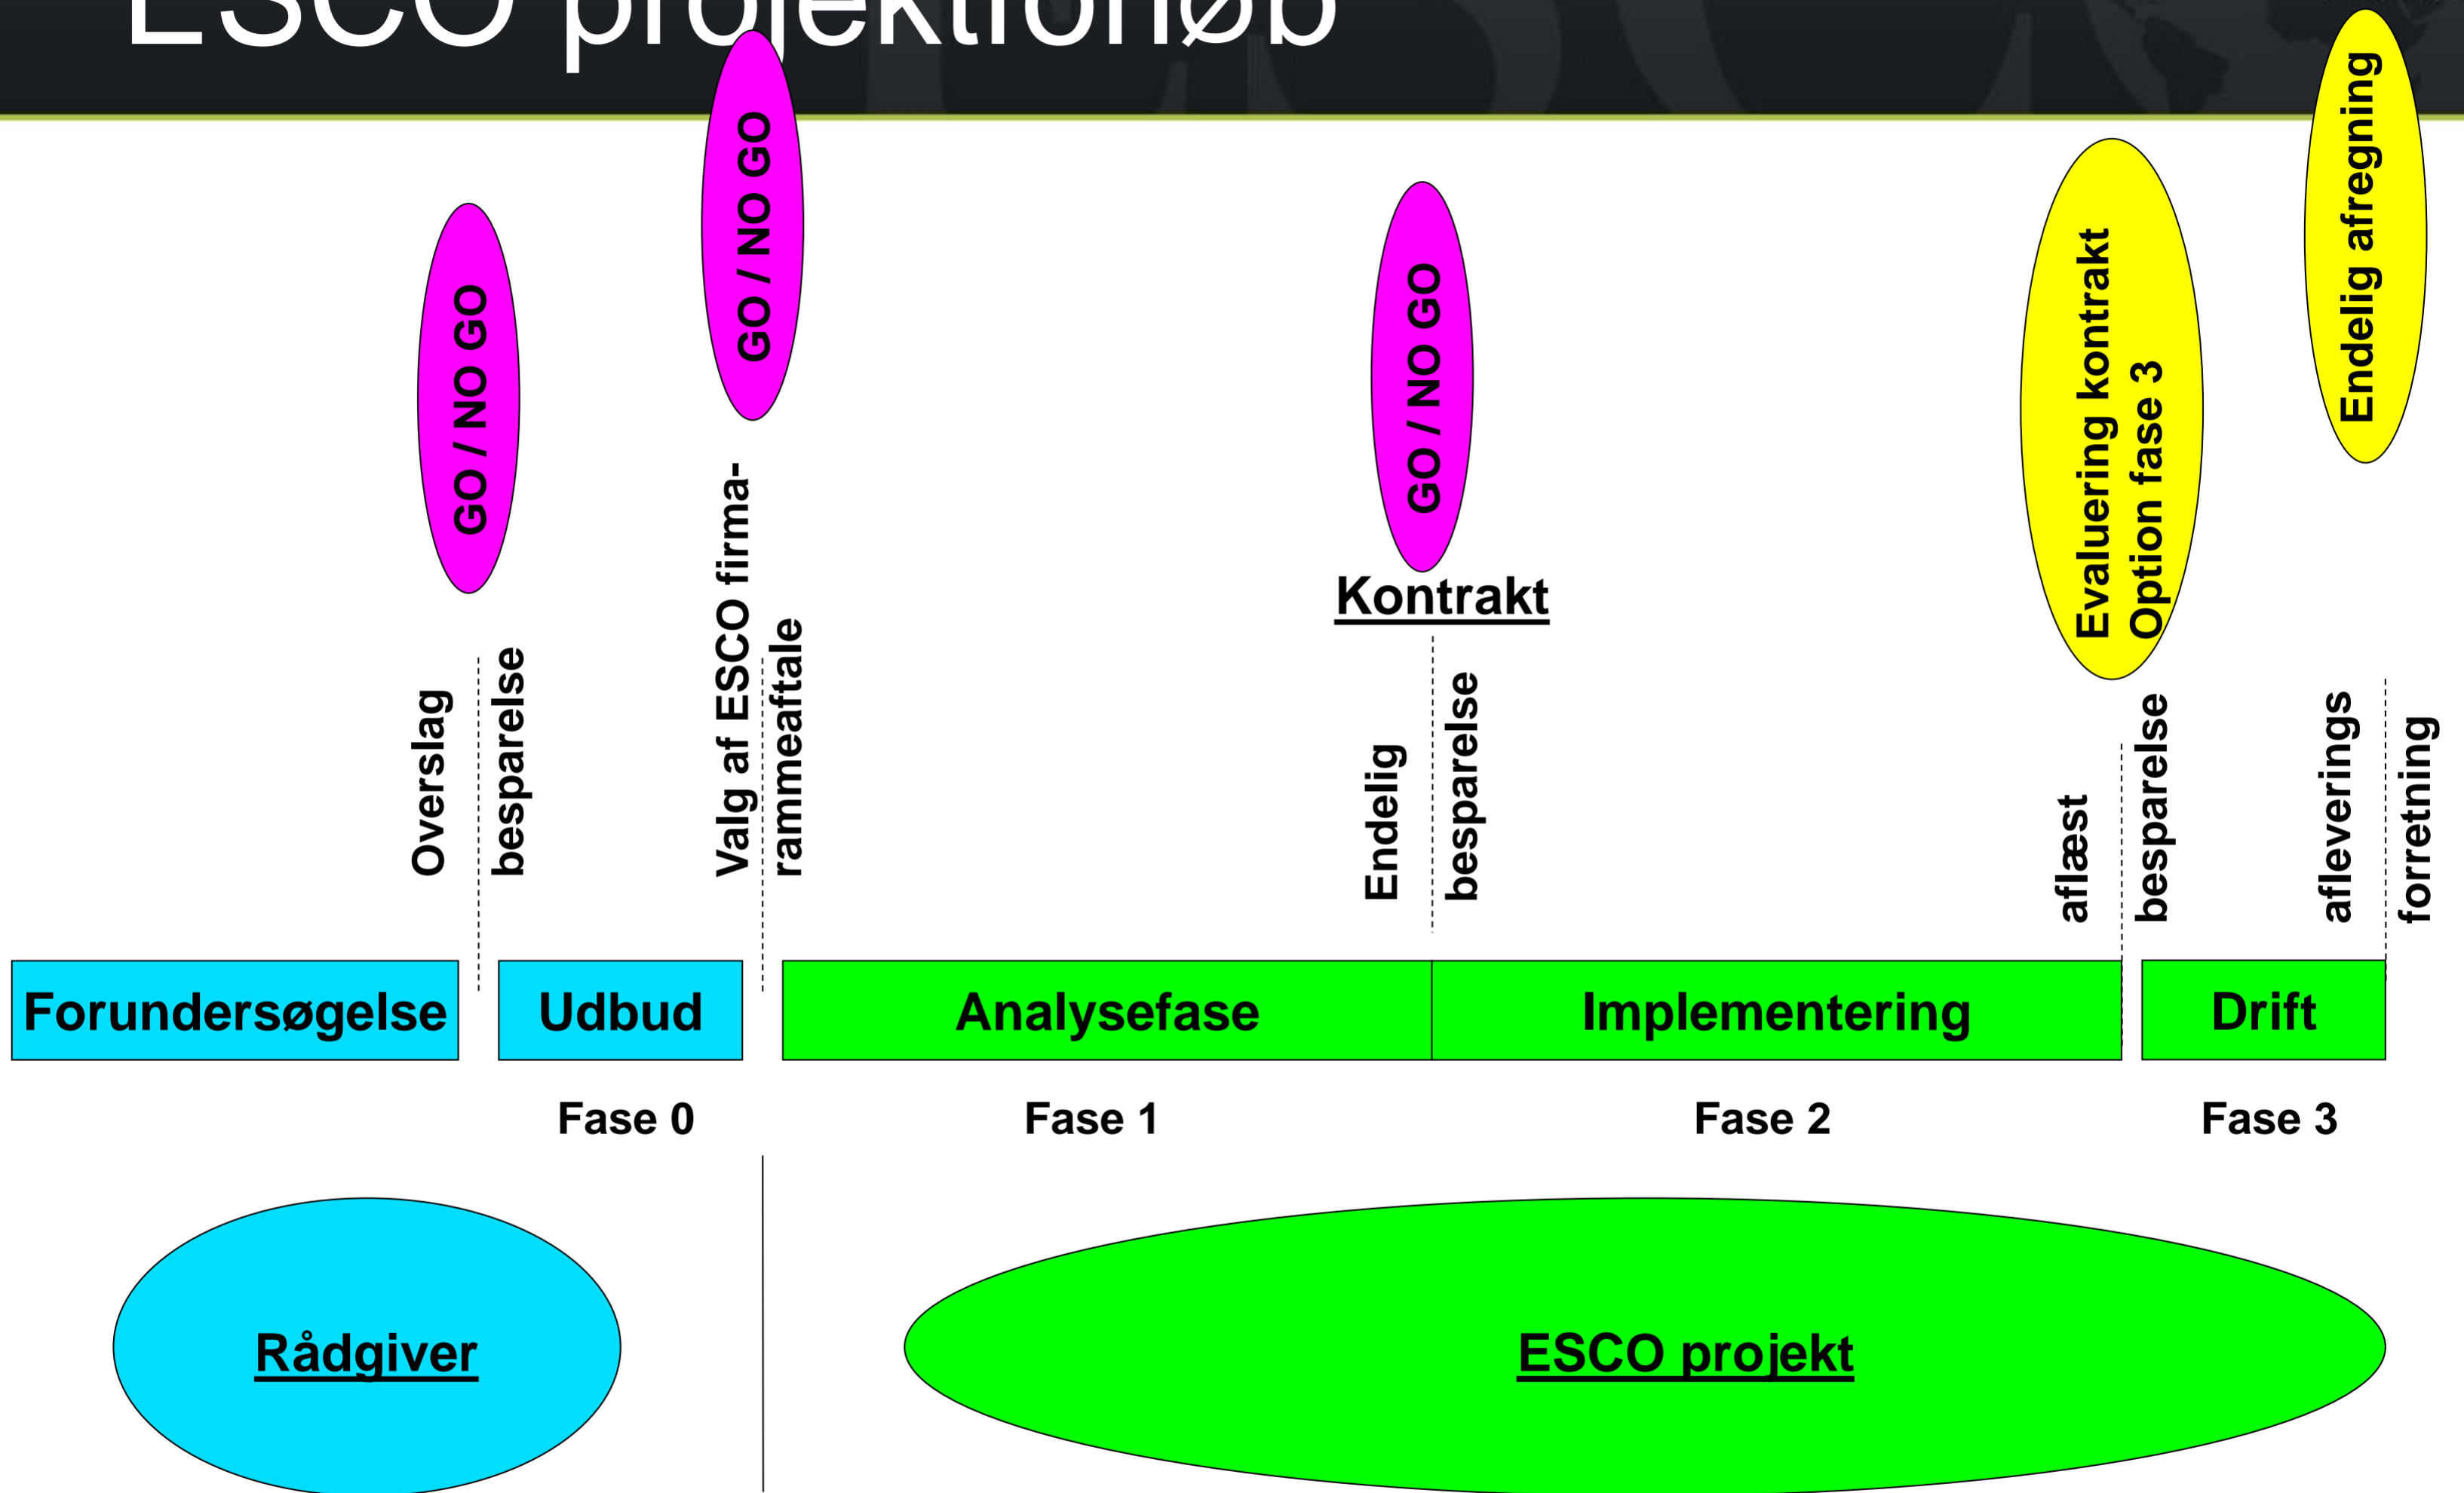 ESCO projektforløb
GO / NO GO
GO / NO GO
GO / NO GO
Evaluering kontrakt
Option fase 3
Endelig afregning
Kontrakt
Overslag
besparelse
Valg af ESCO firma-
rammeaftale
Endelig
besparelse
aflæst
besparelse
afleverings
forretning
Forundersøgelse
Udbud
Analysefase
Implementering
Drift
Fase 0
Fase 1
Fase 2
Fase 3
Rådgiver
ESCO projekt